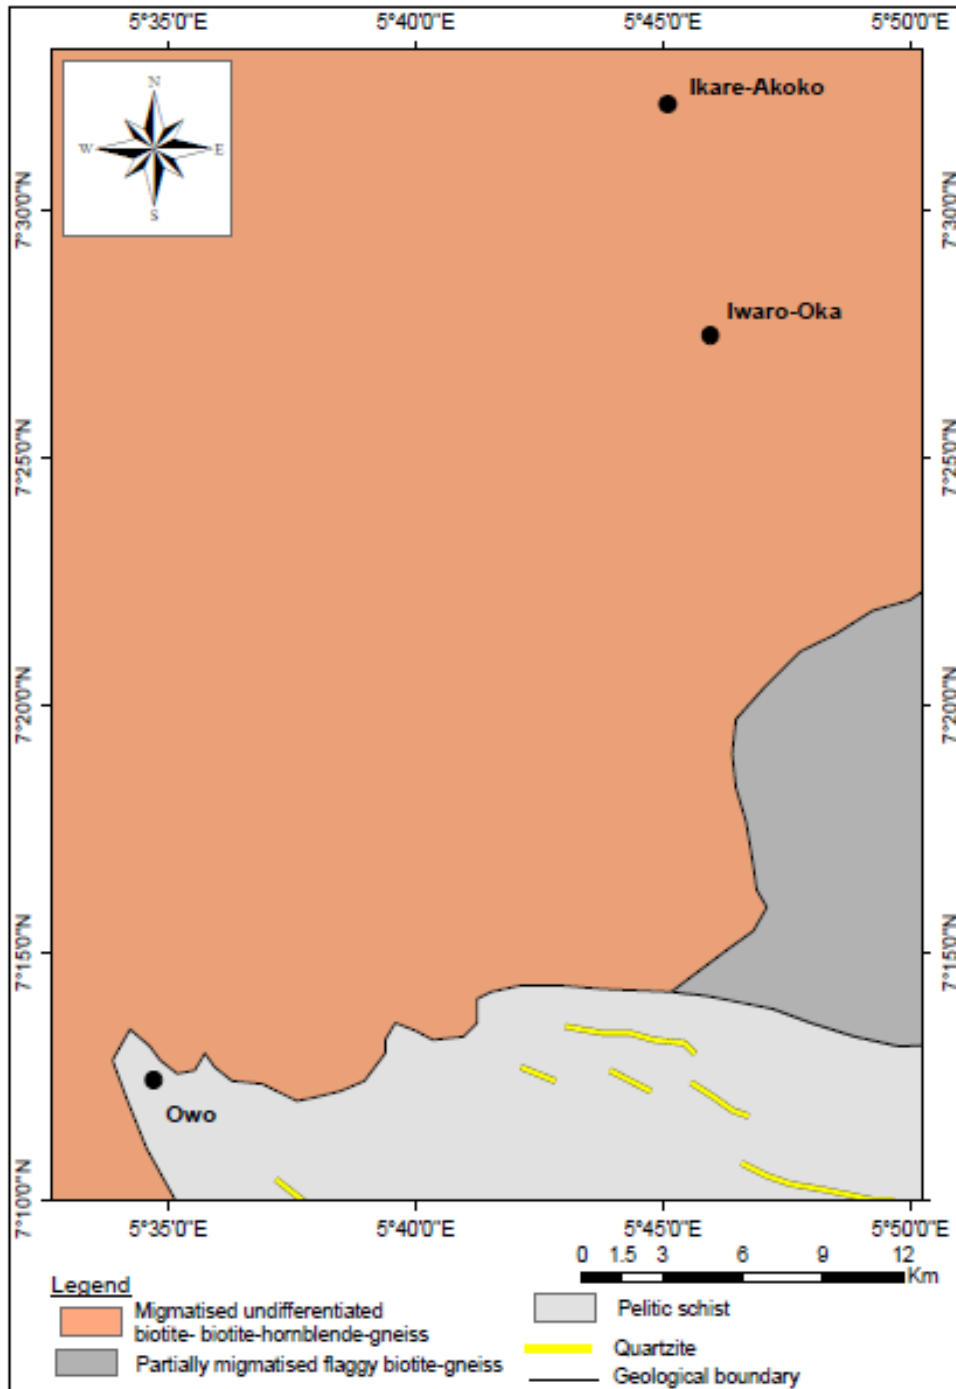 5°35'0"E 5°40'0"E 5°45'0"E 5°50'0"E
N
W E
S
Ikare-Akoko
7°30'0"N 7°30'0"N
Iwaro-Oka
7°25'0"N 7°25'0"N
7°20'0"N 7°20'0"N
7°15'0"N 7°15'0"N
Owo
7°10'0"N 7°10'0"N
5°35'0"E 5°40'0"E 5°45'0"E 5°50'0"E
0 1.5 3 6 9 12
Km
Legend
Migmatised undifferentiated
biotite- biotite-hornblende-gneiss
Partially migmatised flaggy biotite-gneiss
Pelitic schist
Quartzite
Geological boundary